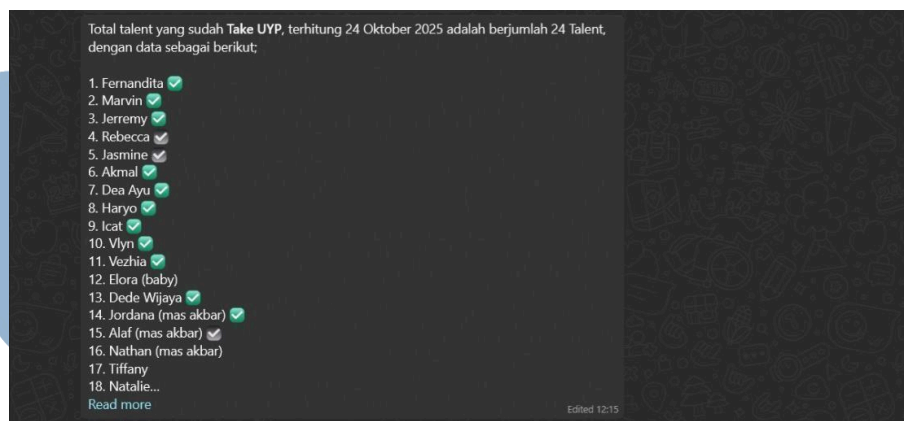 Total talent yang sudah Take UYP, terhitung 24 Oktober 2025 adalah berjumlah 24 Talent,
dengan data sebagai berikut;
1. Fernandita ✅
2. Marvin ✅
3. Jerremy ✅
4. Rebecca ☑
5. Jasmine ☑
6. Akmal ✅
7. Dea Ayu ✅
8. Haryo ✅
9. Icat ✅
10. Vlyn ✅
11. Vezhia ✅
12. Elora (baby)
13. Dede Wijaya ✅
14. Jordana (mas akbar) ✅
15. Alaf (mas akbar) ☑
16. Nathan (mas akbar)
17. Tiffany
18. Natalie...
Read more
Edited 12:15